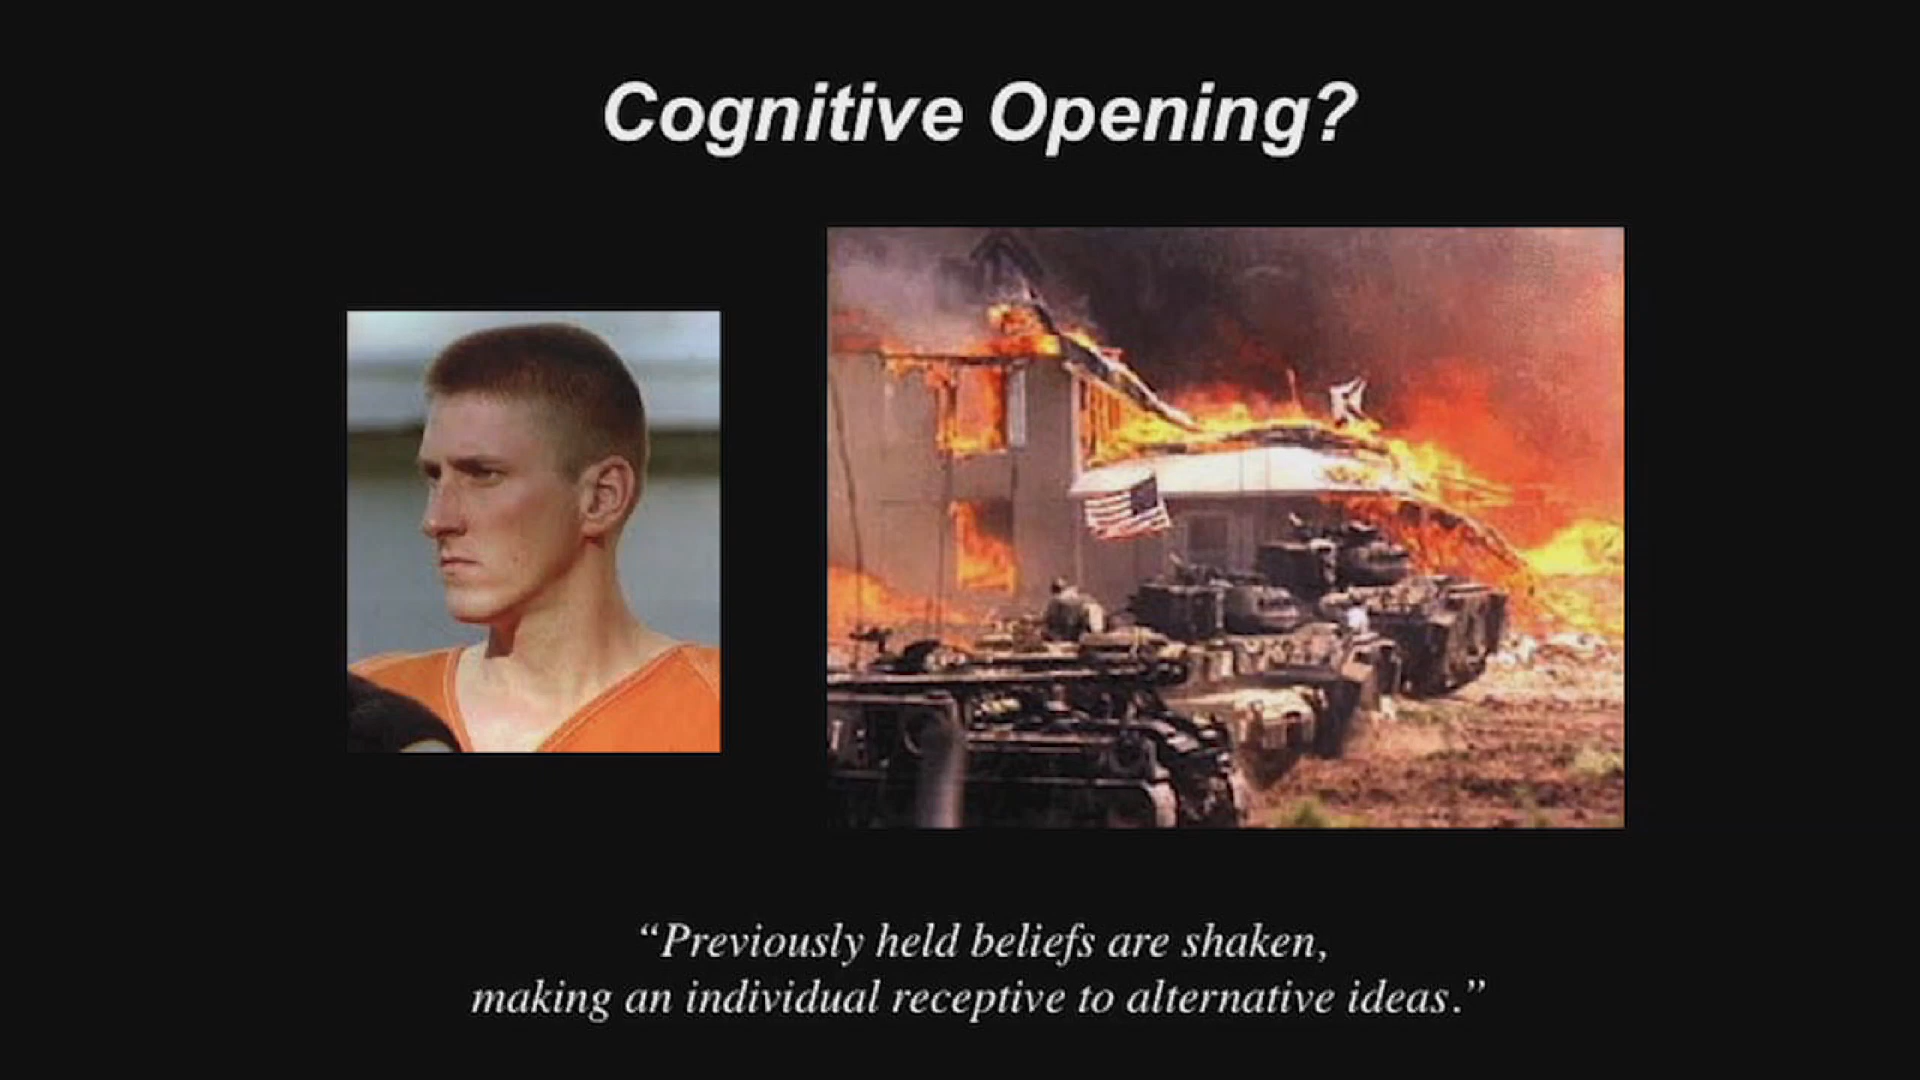 Cognitive Opening?
“Previously held beliefs are shaken,
making an individual receptive to alternative ideas.”